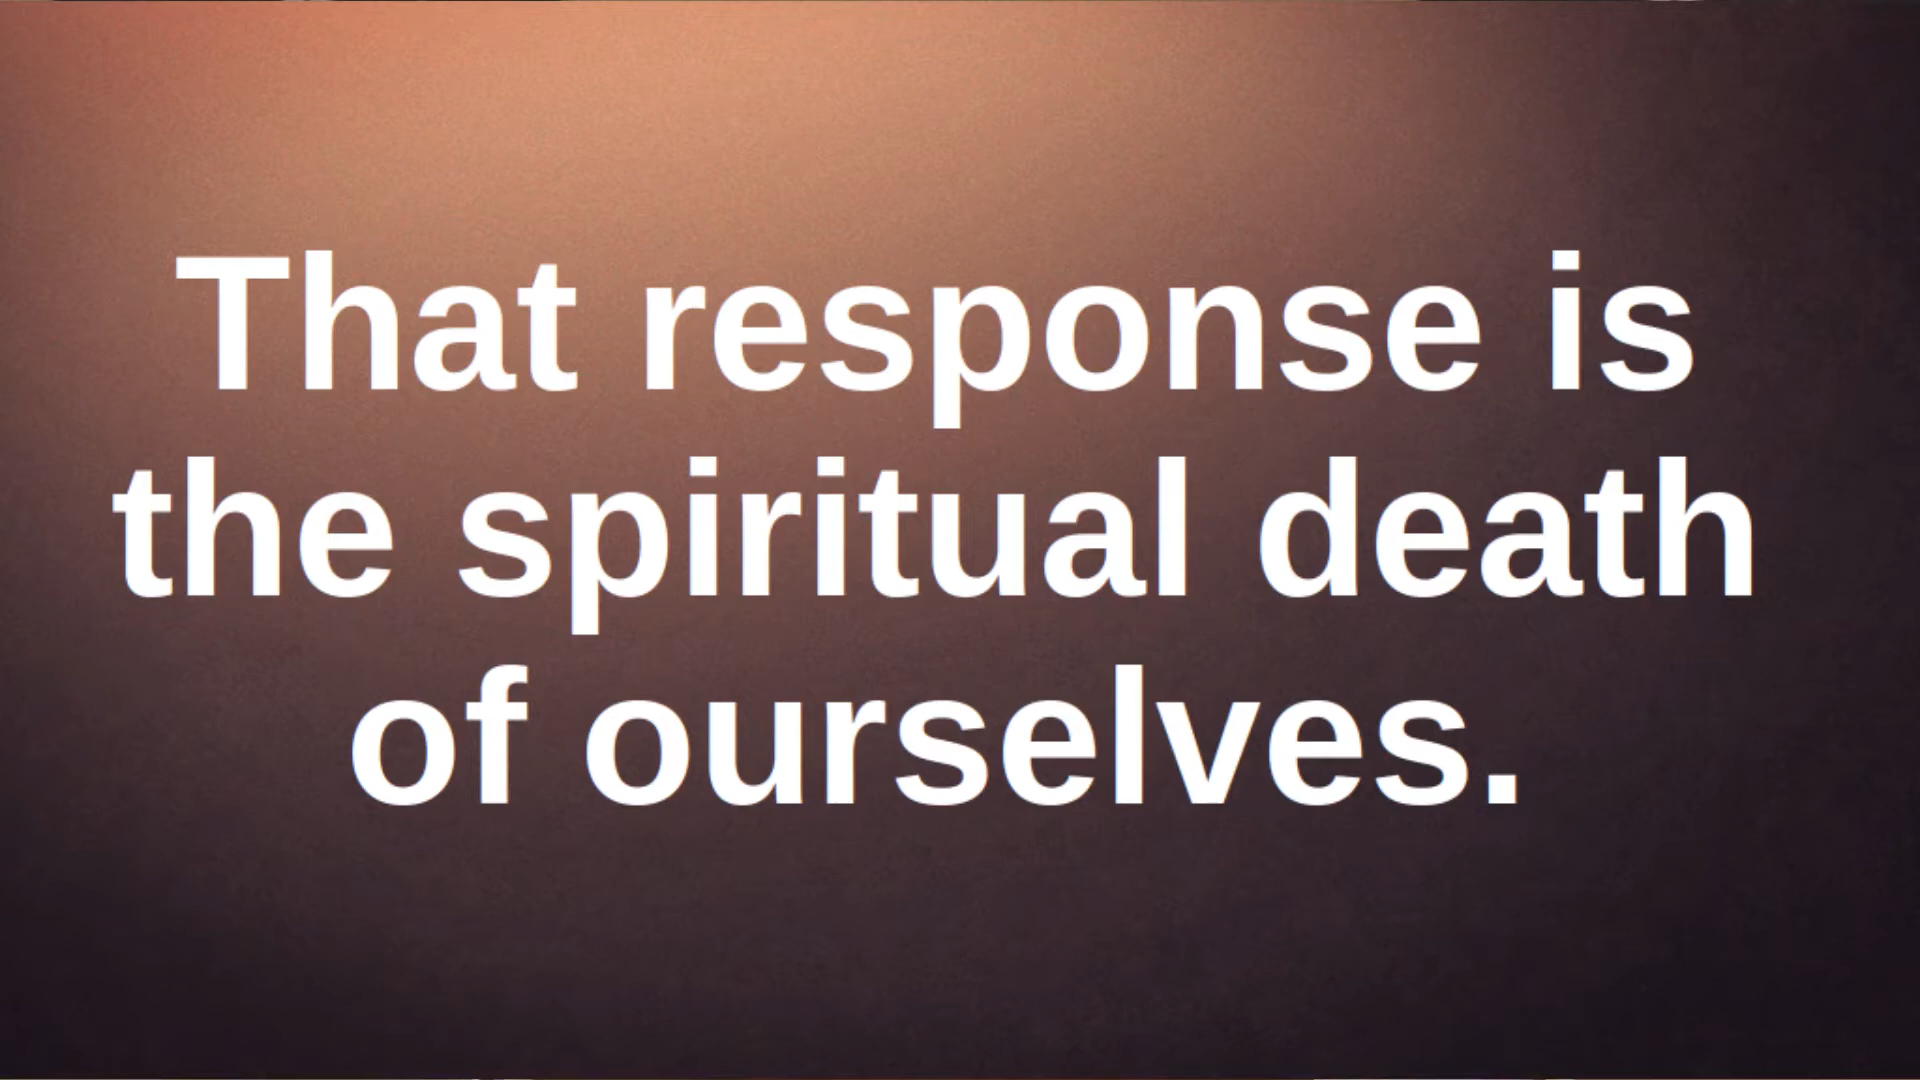 That response is
the spiritual death
of ourselves.